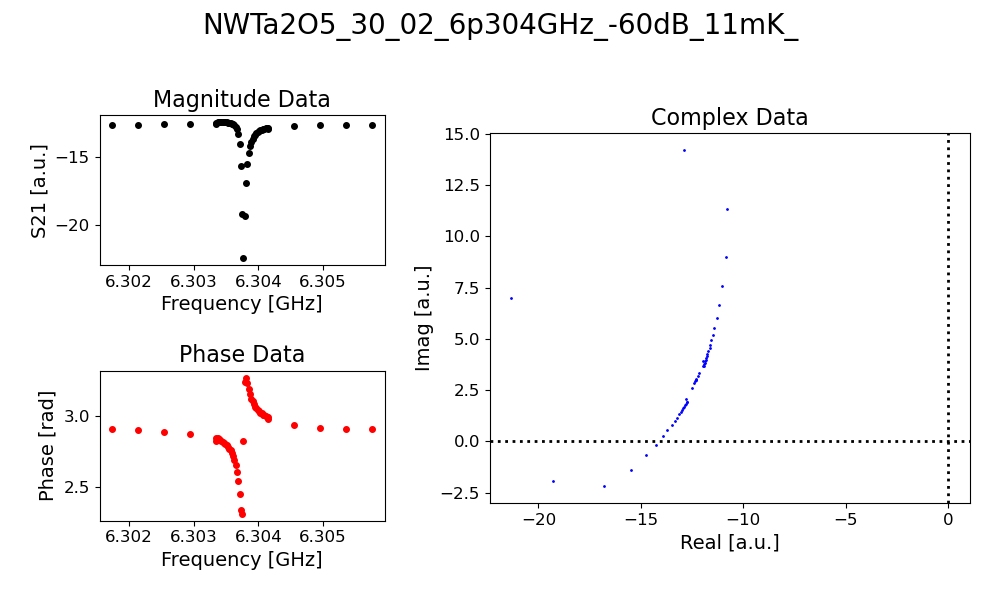 NWTa2O5_30_02_6p304GHz_-60dB_11mK_
Magnitude Data
S21 [a.u.]
−15
−20
6.302 6.303 6.304 6.305
Frequency [GHz]
Phase Data
Phase [rad]
3.0
2.5
6.302 6.303 6.304 6.305
Frequency [GHz]
Complex Data
Imag [a.u.]
15.0
12.5
10.0
7.5
5.0
2.5
0.0
−2.5
−20 −15 −10 −5 0
Real [a.u.]